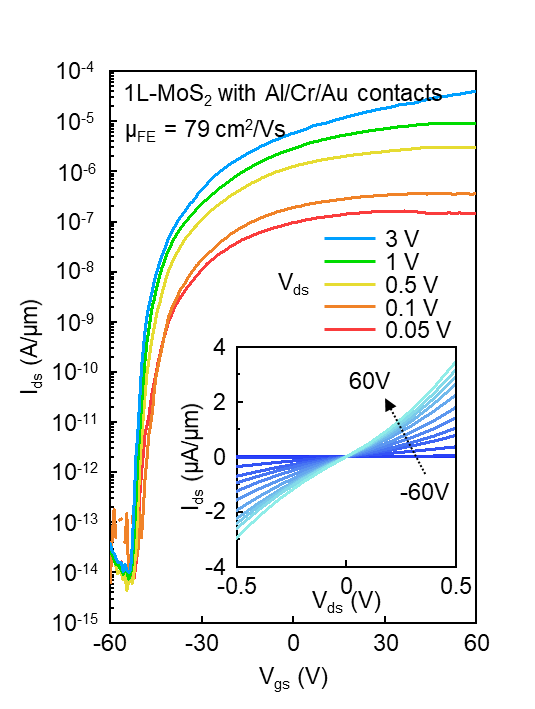 1L-MoS₂ with Al/Cr/Au contacts
μFE = 79 cm²/Vs
10⁻⁴
10⁻⁵
10⁻⁶
10⁻⁷
10⁻⁸
10⁻⁹
10⁻¹⁰
10⁻¹¹
10⁻¹²
10⁻¹³
10⁻¹⁴
10⁻¹⁵
Ids (A/μm)
-60
-30
0
30
60
Vgs (V)
Vds
3 V
1 V
0.5 V
0.1 V
0.05 V
4
2
0
-2
-4
Ids (μA/μm)
60V
-60V
-0.5
0
0.5
Vds (V)